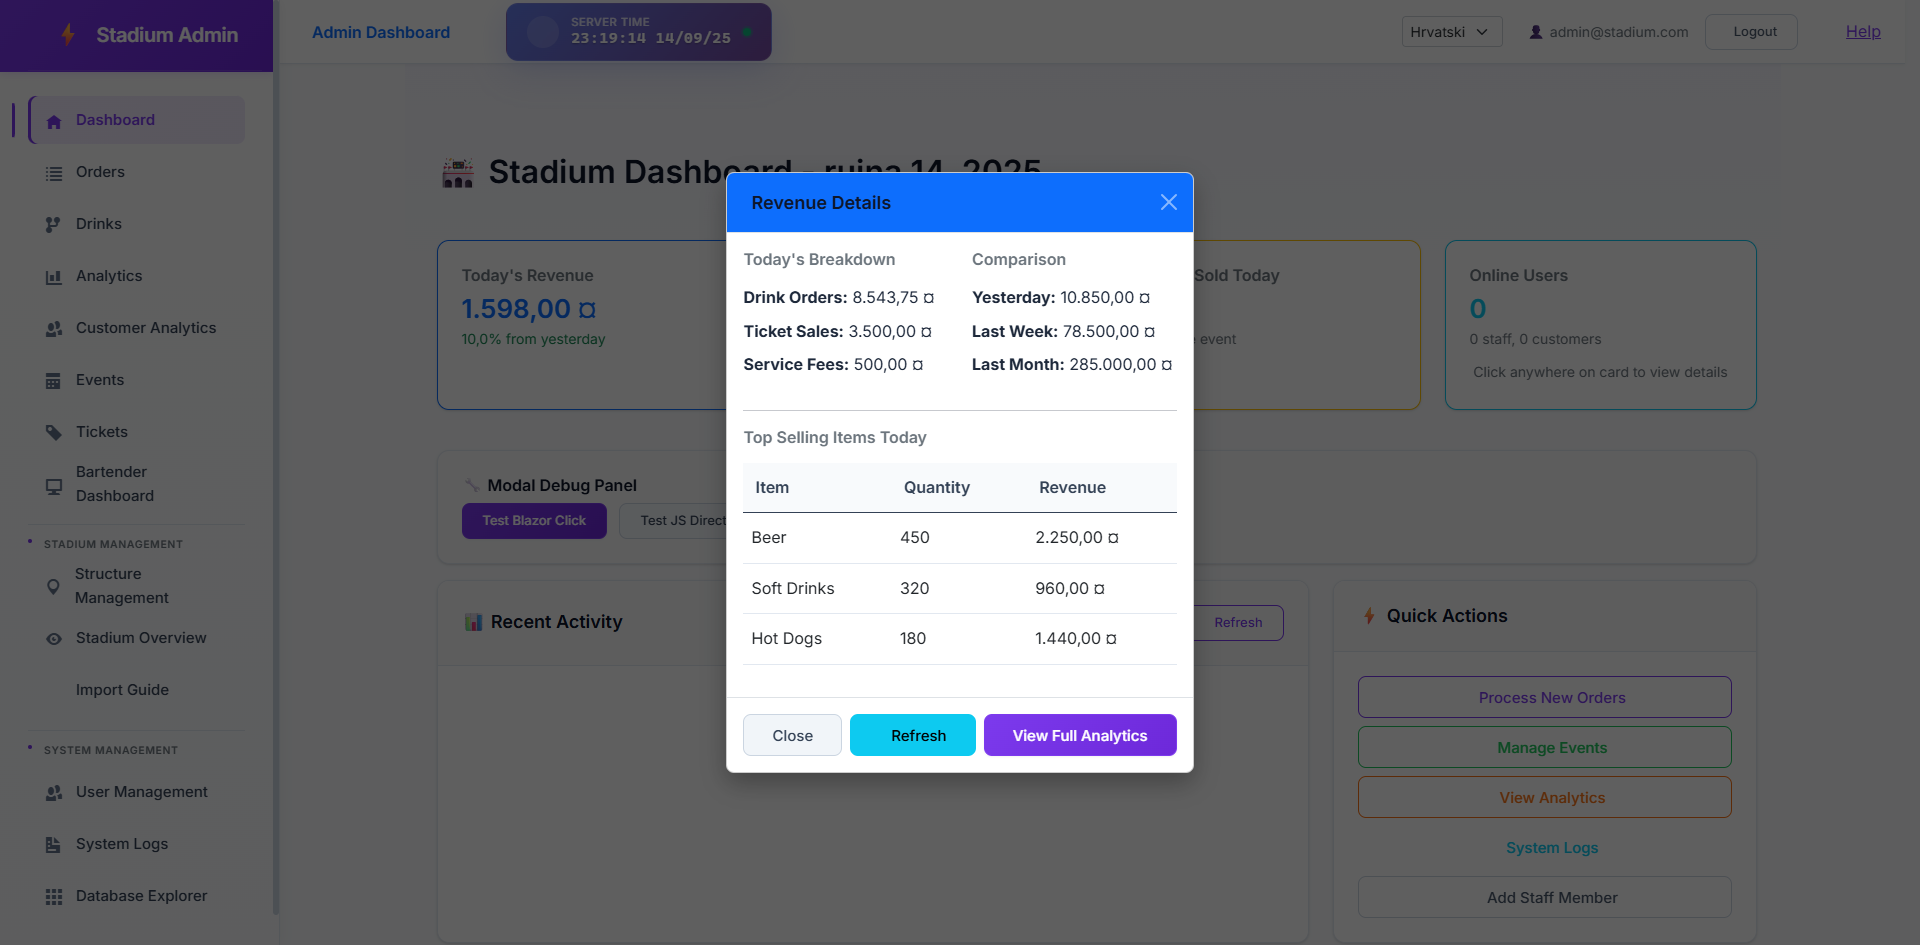 Stadium Admin
Admin Dashboard
SERVER TIME
23:19:14 14/09/25
Hrvatski
admin@stadium.com
Logout
Help
Dashboard
Orders
Drinks
Analytics
Customer Analytics
Events
Tickets
Bartender
Dashboard
STADIUM MANAGEMENT
Structure
Management
Stadium Overview
Import Guide
SYSTEM MANAGEMENT
User Management
System Logs
Database Explorer
Stadium Dashboard - rujna 14, 2025
Today's Revenue
1.598,00 ¤
10,0% from yesterday
Sold Today
event
Online Users
0
0 staff, 0 customers
Click anywhere on card to view details
Modal Debug Panel
Test Blazor Click
Test JS Direct
Recent Activity
Refresh
Quick Actions
Process New Orders
Manage Events
View Analytics
System Logs
Add Staff Member
Revenue Details
Today's Breakdown
Drink Orders: 8.543,75 ¤
Ticket Sales: 3.500,00 ¤
Service Fees: 500,00 ¤
Comparison
Yesterday: 10.850,00 ¤
Last Week: 78.500,00 ¤
Last Month: 285.000,00 ¤
Top Selling Items Today
Item Quantity Revenue
Beer 450 2.250,00 ¤
Soft Drinks 320 960,00 ¤
Hot Dogs 180 1.440,00 ¤
Close
Refresh
View Full Analytics